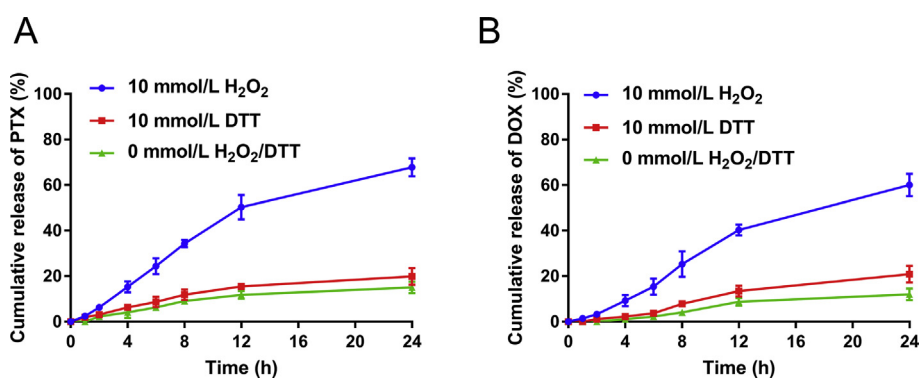 A
10 mmol/L H₂O₂
10 mmol/L DTT
0 mmol/L H₂O₂/DTT
Cumulative release of PTX (%)
100
80
60
40
20
0
0 4 8 12 16 20 24
Time (h)
B
10 mmol/L H₂O₂
10 mmol/L DTT
0 mmol/L H₂O₂/DTT
Cumulative release of DOX (%)
100
80
60
40
20
0
0 4 8 12 16 20 24
Time (h)